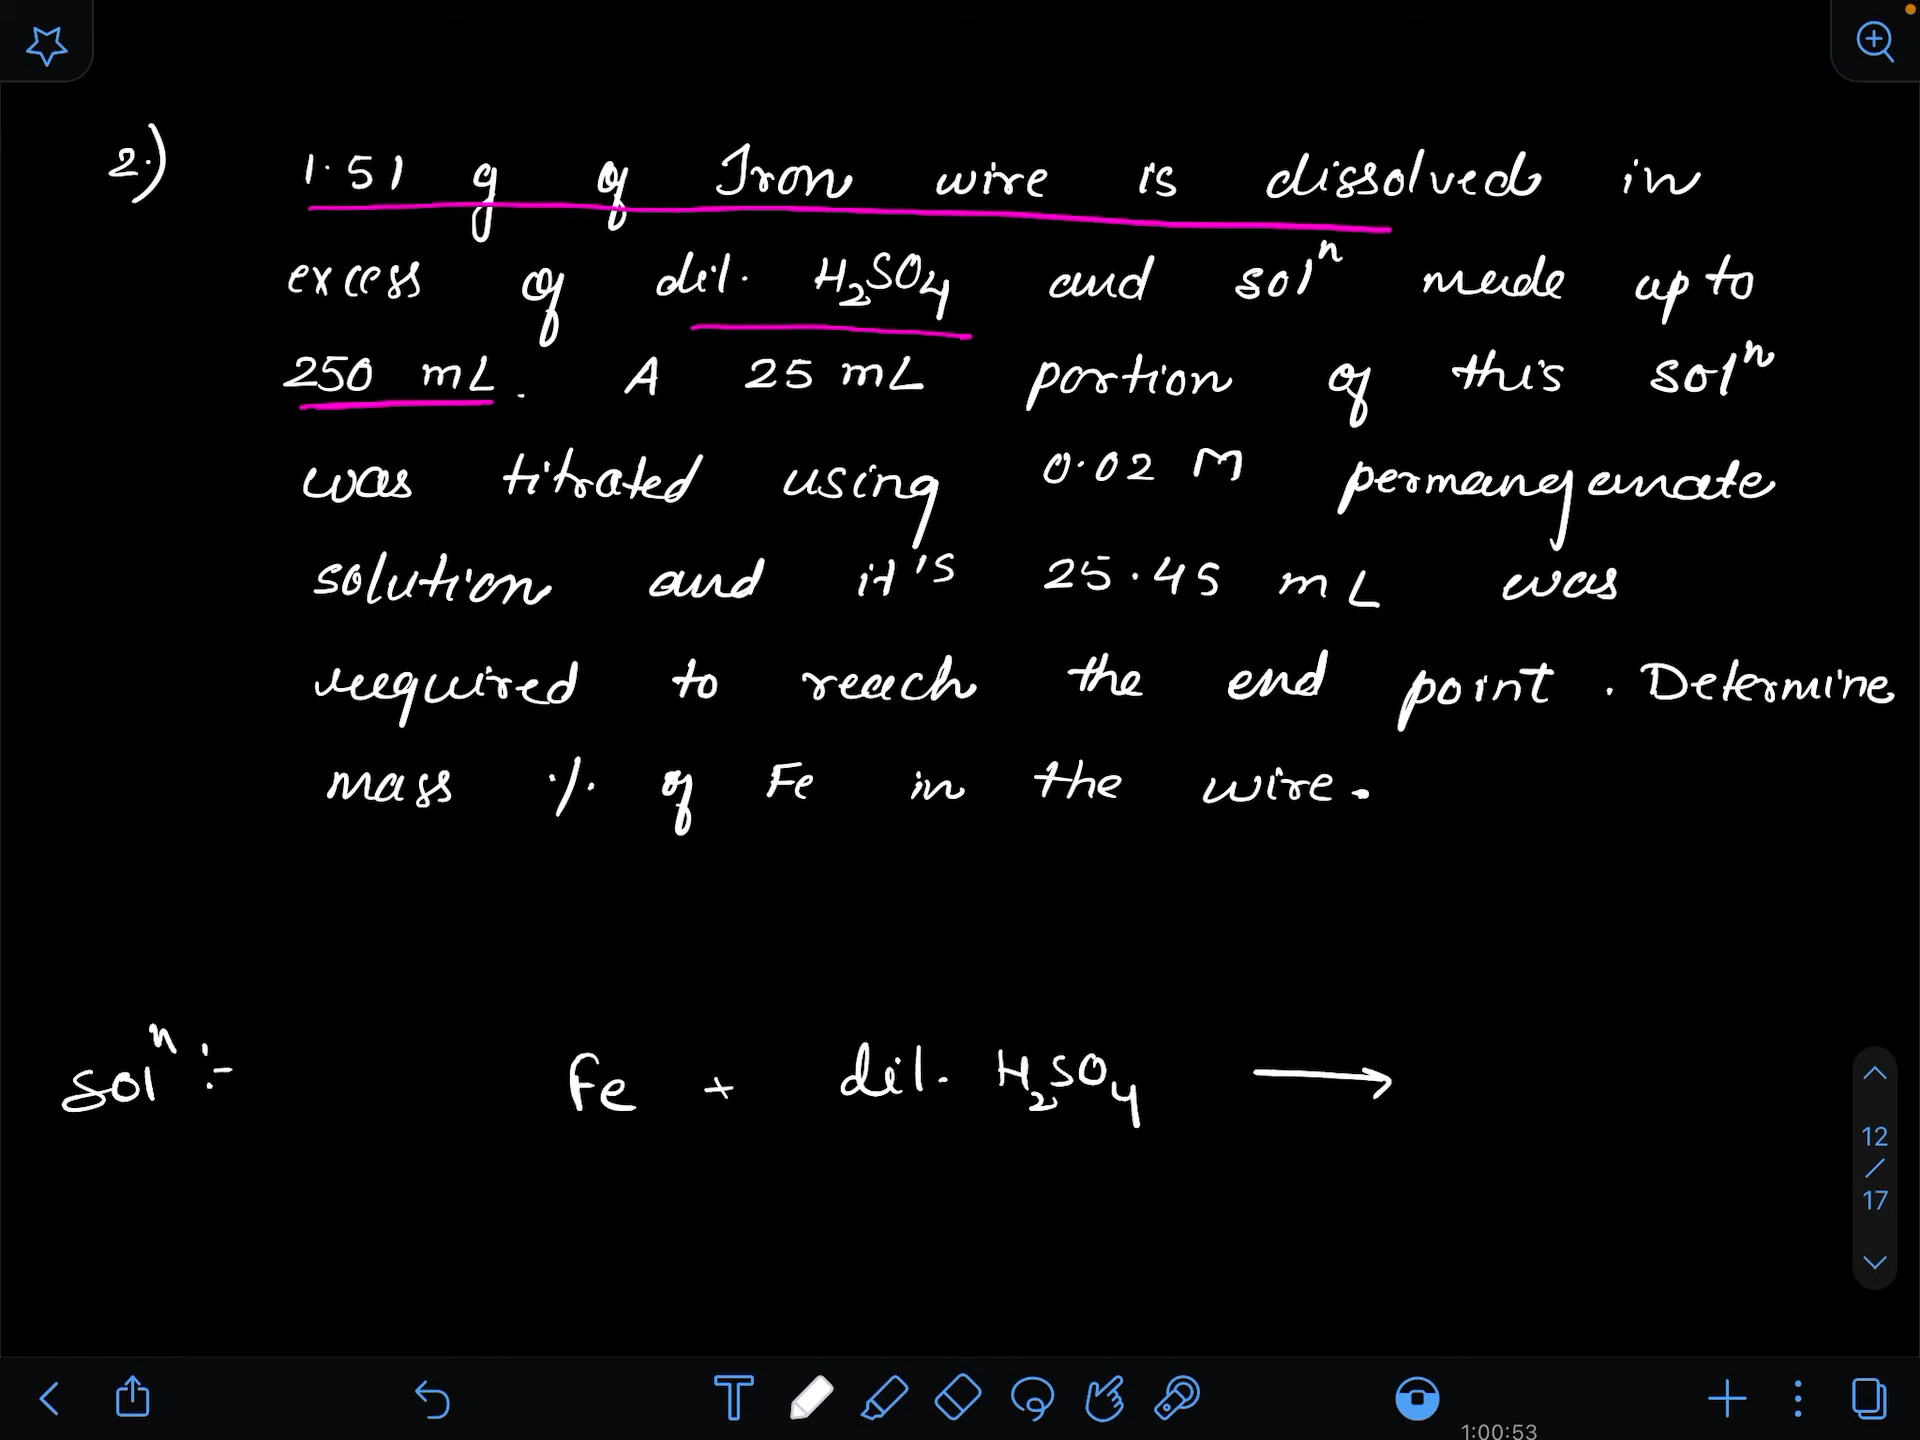 2.) 1.51 g of Iron wire is dissolved in
excess of dil. H₂SO₄ and solⁿ made up to
250 mL. A 25 mL portion of this solⁿ
was titrated using 0.02 M permanganate
solution and it's 25.45 mL was
required to reach the end point. Determine
mass % of Fe in the wire.
solⁿ :- Fe + dil. H₂SO₄ ⟶
12
/
17
T
1:00:53